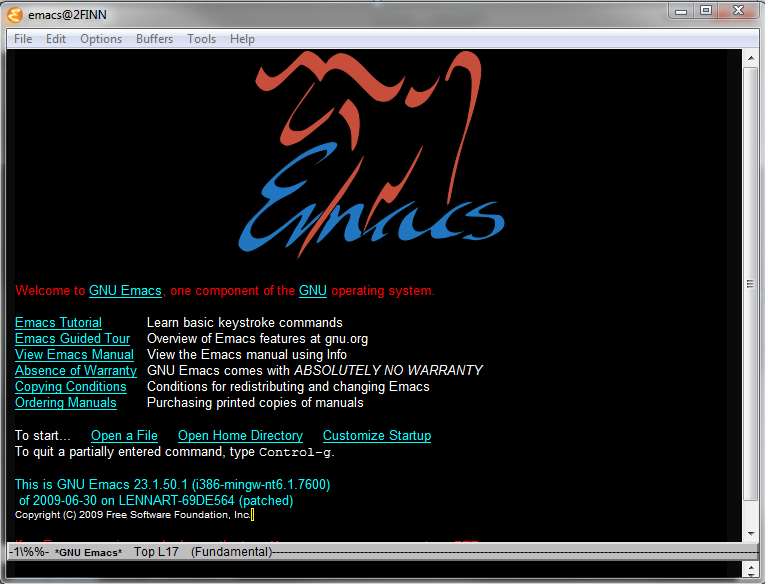 emacs@2FINN
File Edit Options Buffers Tools Help
Emacs
Welcome to GNU Emacs, one component of the GNU operating system.
Emacs Tutorial Learn basic keystroke commands
Emacs Guided Tour Overview of Emacs features at gnu.org
View Emacs Manual View the Emacs manual using Info
Absence of Warranty GNU Emacs comes with ABSOLUTELY NO WARRANTY
Copying Conditions Conditions for redistributing and changing Emacs
Ordering Manuals Purchasing printed copies of manuals
To start... Open a File Open Home Directory Customize Startup
To quit a partially entered command, type Control-g.
This is GNU Emacs 23.1.50.1 (i386-mingw-nt6.1.7600)
of 2009-06-30 on LENNART-69DE564 (patched)
Copyright (C) 2009 Free Software Foundation, Inc.
-1\%%- *GNU Emacs* Top L17 (Fundamental)